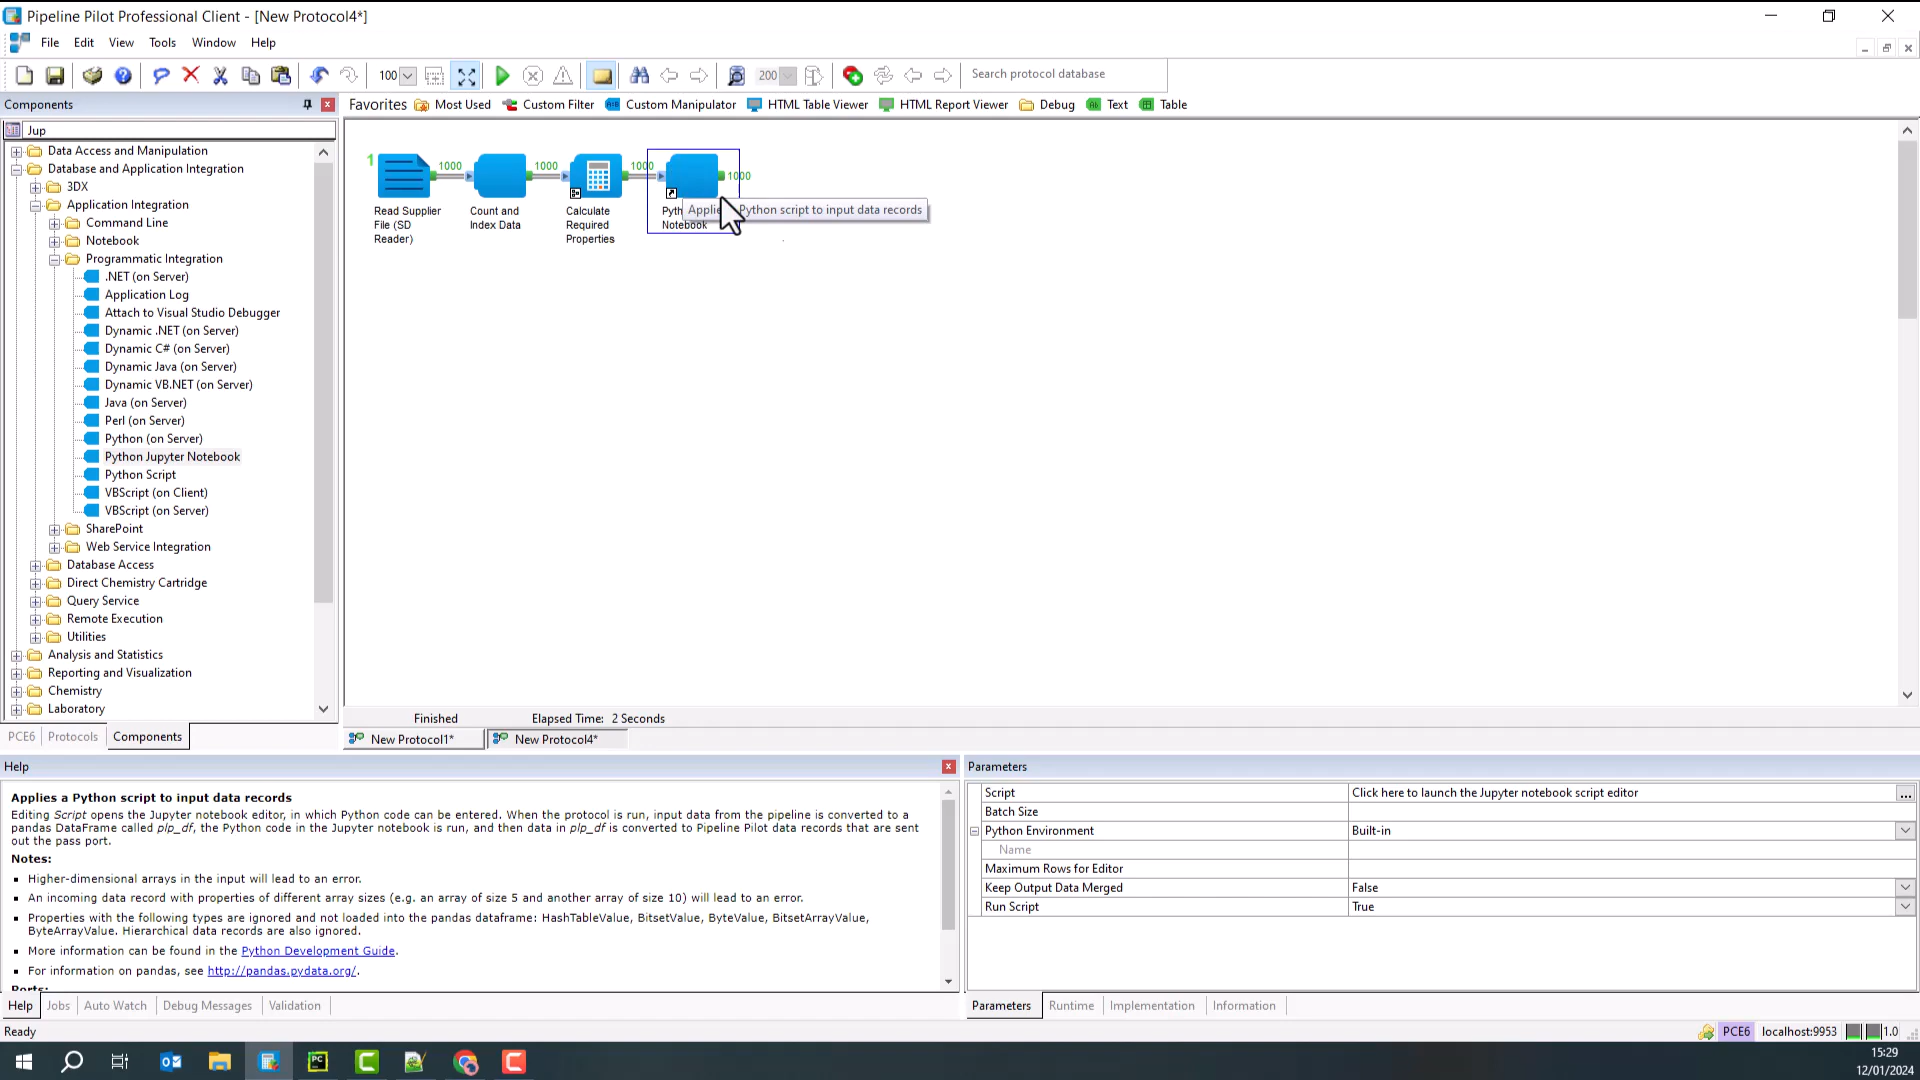 Pipeline Pilot Professional Client - [New Protocol4*]
File Edit View Tools Window Help
100 200 Search protocol database
Components
Favorites Most Used Custom Filter Custom Manipulator HTML Table Viewer HTML Report Viewer Debug Text Table
Jup
Data Access and Manipulation
Database and Application Integration
3DX
Application Integration
Command Line
Notebook
Programmatic Integration
.NET (on Server)
Application Log
Attach to Visual Studio Debugger
Dynamic .NET (on Server)
Dynamic C# (on Server)
Dynamic Java (on Server)
Dynamic VB.NET (on Server)
Java (on Server)
Perl (on Server)
Python (on Server)
Python Jupyter Notebook
Python Script
VBScript (on Client)
VBScript (on Server)
SharePoint
Web Service Integration
Database Access
Direct Chemistry Cartridge
Query Service
Remote Execution
Utilities
Analysis and Statistics
Reporting and Visualization
Chemistry
Laboratory
PCE6 Protocols Components
1 1000 1000 1000 1000
Read Supplier
File (SD
Reader)
Count and
Index Data
Calculate
Required
Properties
Notebook
Python script to input data records
Finished Elapsed Time: 2 Seconds
New Protocol1* New Protocol4*
Help
Applies a Python script to input data records
Editing Script opens the Jupyter notebook editor, in which Python code can be entered. When the protocol is run, input data from the pipeline is converted to a
pandas DataFrame called plp_df, the Python code in the Jupyter notebook is run, and then data in plp_df is converted to Pipeline Pilot data records that are sent
out the pass port.
Notes:
Higher-dimensional arrays in the input will lead to an error.
An incoming data record with properties of different array sizes (e.g. an array of size 5 and another array of size 10) will lead to an error.
Properties with the following types are ignored and not loaded into the pandas dataframe: HashTableValue, BitsetValue, ByteValue, BitsetArrayValue,
ByteArrayValue. Hierarchical data records are also ignored.
More information can be found in the Python Development Guide.
For information on pandas, see http://pandas.pydata.org/.
Ports:
Help Jobs Auto Watch Debug Messages Validation
Parameters
Script Click here to launch the Jupyter notebook script editor ...
Batch Size
Python Environment Built-in
Name
Maximum Rows for Editor
Keep Output Data Merged False
Run Script True
Parameters Runtime Implementation Information
Ready PCE6 localhost:9953 1.0
15:29
12/01/2024